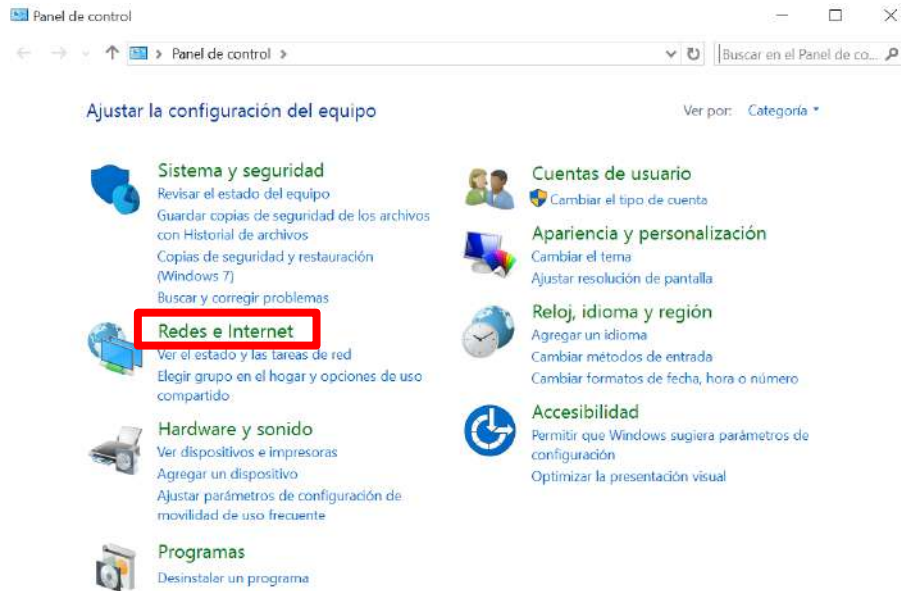 Panel de control
Panel de control
Buscar en el Panel de co...
Ajustar la configuración del equipo
Ver por: Categoría
Sistema y seguridad
Revisar el estado del equipo
Guardar copias de seguridad de los archivos
con Historial de archivos
Copias de seguridad y restauración
(Windows 7)
Buscar y corregir problemas
Redes e Internet
Ver el estado y las tareas de red
Elegir grupo en el hogar y opciones de uso
compartido
Hardware y sonido
Ver dispositivos e impresoras
Agregar un dispositivo
Ajustar parámetros de configuración de
movilidad de uso frecuente
Programas
Desinstalar un programa
Cuentas de usuario
Cambiar el tipo de cuenta
Apariencia y personalización
Cambiar el tema
Ajustar resolución de pantalla
Reloj, idioma y región
Agregar un idioma
Cambiar métodos de entrada
Cambiar formatos de fecha, hora o número
Accesibilidad
Permitir que Windows sugiera parámetros de
configuración
Optimizar la presentación visual